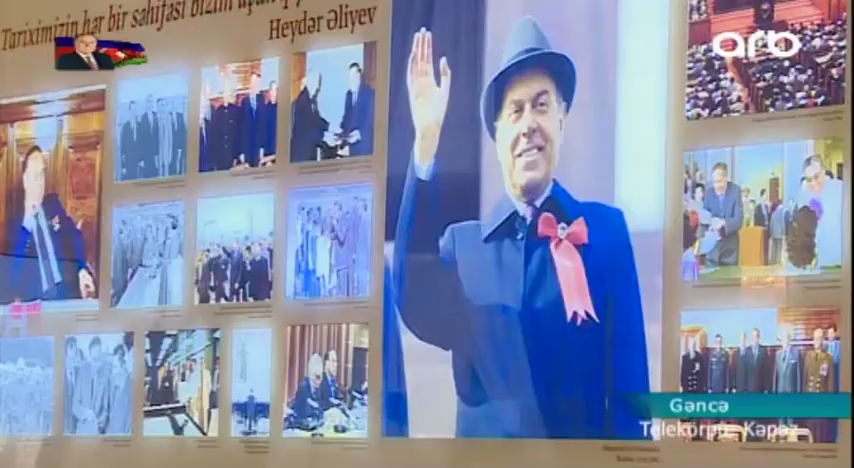 Tariximizin hər bir səhifəsi bizim üçün
Heydər Əliyev
arb
Gəncə
Telekörpü Kəpəz